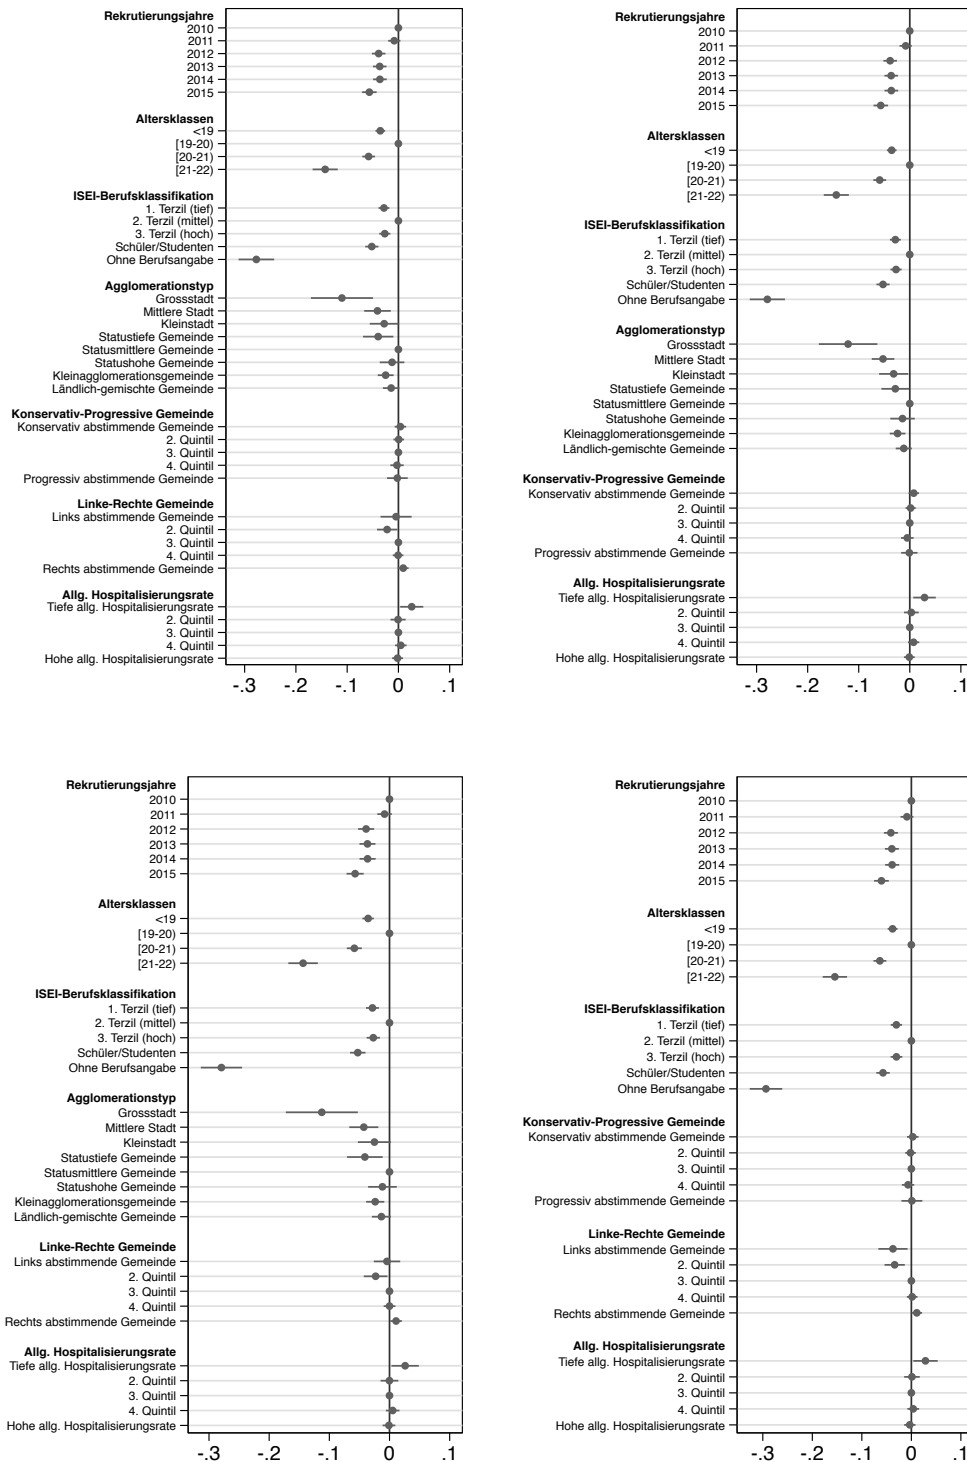 Rekrutierungsjahre
2010
2011
2012
2013
2014
2015
Altersklassen
<19
[19-20)
[20-21)
[21-22)
ISEI-Berufsklassifikation
1. Terzil (tief)
2. Terzil (mittel)
3. Terzil (hoch)
Schüler/Studenten
Ohne Berufsangabe
Agglomerationstyp
Grossstadt
Mittlere Stadt
Kleinstadt
Statustiefe Gemeinde
Statusmittlere Gemeinde
Statushohe Gemeinde
Kleinagglomerationsgemeinde
Ländlich-gemischte Gemeinde
Konservativ-Progressive Gemeinde
Konservativ abstimmende Gemeinde
2. Quintil
3. Quintil
4. Quintil
Progressiv abstimmende Gemeinde
Linke-Rechte Gemeinde
Links abstimmende Gemeinde
2. Quintil
3. Quintil
4. Quintil
Rechts abstimmende Gemeinde
Allg. Hospitalisierungsrate
Tiefe allg. Hospitalisierungsrate
2. Quintil
3. Quintil
4. Quintil
Hohe allg. Hospitalisierungsrate
-.3 -.2 -.1 0 .1
Rekrutierungsjahre
2010
2011
2012
2013
2014
2015
Altersklassen
<19
[19-20)
[20-21)
[21-22)
ISEI-Berufsklassifikation
1. Terzil (tief)
2. Terzil (mittel)
3. Terzil (hoch)
Schüler/Studenten
Ohne Berufsangabe
Agglomerationstyp
Grossstadt
Mittlere Stadt
Kleinstadt
Statustiefe Gemeinde
Statusmittlere Gemeinde
Statushohe Gemeinde
Kleinagglomerationsgemeinde
Ländlich-gemischte Gemeinde
Konservativ-Progressive Gemeinde
Konservativ abstimmende Gemeinde
2. Quintil
3. Quintil
4. Quintil
Progressiv abstimmende Gemeinde
Allg. Hospitalisierungsrate
Tiefe allg. Hospitalisierungsrate
2. Quintil
3. Quintil
4. Quintil
Hohe allg. Hospitalisierungsrate
-.3 -.2 -.1 0 .1
Rekrutierungsjahre
2010
2011
2012
2013
2014
2015
Altersklassen
<19
[19-20)
[20-21)
[21-22)
ISEI-Berufsklassifikation
1. Terzil (tief)
2. Terzil (mittel)
3. Terzil (hoch)
Schüler/Studenten
Ohne Berufsangabe
Agglomerationstyp
Grossstadt
Mittlere Stadt
Kleinstadt
Statustiefe Gemeinde
Statusmittlere Gemeinde
Statushohe Gemeinde
Kleinagglomerationsgemeinde
Ländlich-gemischte Gemeinde
Linke-Rechte Gemeinde
Links abstimmende Gemeinde
2. Quintil
3. Quintil
4. Quintil
Rechts abstimmende Gemeinde
Allg. Hospitalisierungsrate
Tiefe allg. Hospitalisierungsrate
2. Quintil
3. Quintil
4. Quintil
Hohe allg. Hospitalisierungsrate
-.3 -.2 -.1 0 .1
Rekrutierungsjahre
2010
2011
2012
2013
2014
2015
Altersklassen
<19
[19-20)
[20-21)
[21-22)
ISEI-Berufsklassifikation
1. Terzil (tief)
2. Terzil (mittel)
3. Terzil (hoch)
Schüler/Studenten
Ohne Berufsangabe
Konservativ-Progressive Gemeinde
Konservativ abstimmende Gemeinde
2. Quintil
3. Quintil
4. Quintil
Progressiv abstimmende Gemeinde
Linke-Rechte Gemeinde
Links abstimmende Gemeinde
2. Quintil
3. Quintil
4. Quintil
Rechts abstimmende Gemeinde
Allg. Hospitalisierungsrate
Tiefe allg. Hospitalisierungsrate
2. Quintil
3. Quintil
4. Quintil
Hohe allg. Hospitalisierungsrate
-.3 -.2 -.1 0 .1